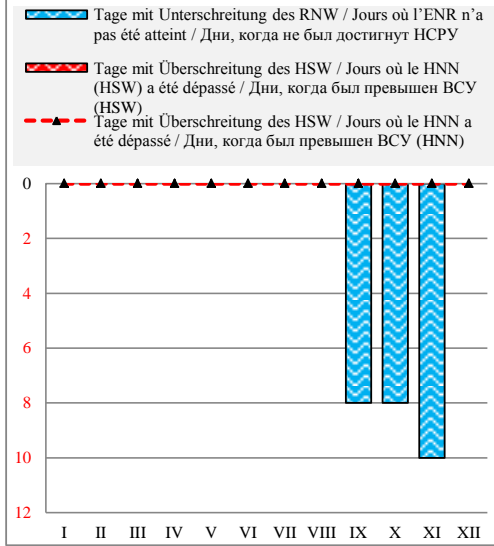 Tage mit Unterschreitung des RNW / Jours où l'ENR n'a
pas été atteint / Дни, когда не был достигнут НСРУ
Tage mit Überschreitung des HSW / Jours où le HNN
(HSW) a été dépassé / Дни, когда был превышен ВСУ
(HSW)
Tage mit Überschreitung des HSW / Jours où le HNN a
été dépassé / Дни, когда был превышен ВСУ (HNN)
0
2
4
6
8
10
12
I II III IV V VI VII VIII IX X XI XII